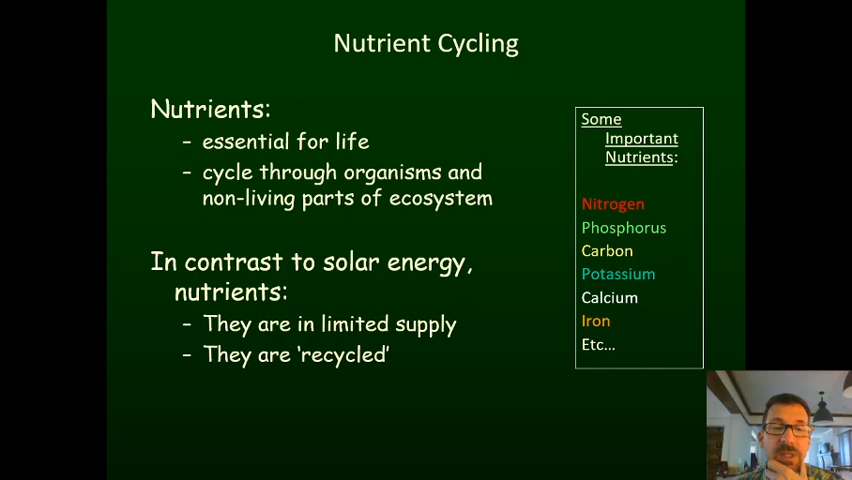 Nutrient Cycling
Nutrients:
- essential for life
- cycle through organisms and
non-living parts of ecosystem
In contrast to solar energy,
nutrients:
- They are in limited supply
- They are ‘recycled’
Some
Important
Nutrients:
Nitrogen
Phosphorus
Carbon
Potassium
Calcium
Iron
Etc…